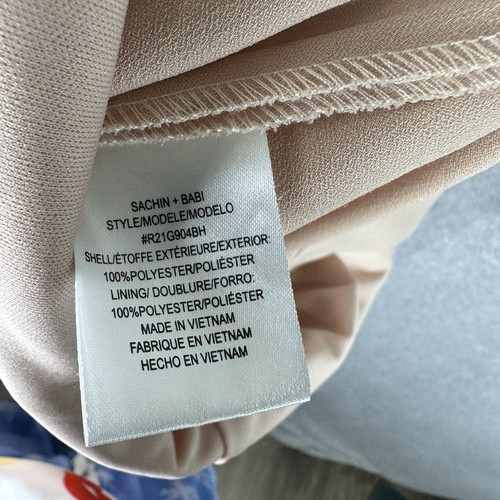 SACHIN + BABI
STYLE/MODELE/MODELO
#R21G904BH
SHELL/ÉTOFFE EXTÉRIEURE/EXTERIOR:
100%POLYESTER/POLIÉSTER
LINING/ DOUBLURE/FORRO:
100%POLYESTER/POLIÉSTER
MADE IN VIETNAM
FABRIQUE EN VIETNAM
HECHO EN VIETNAM